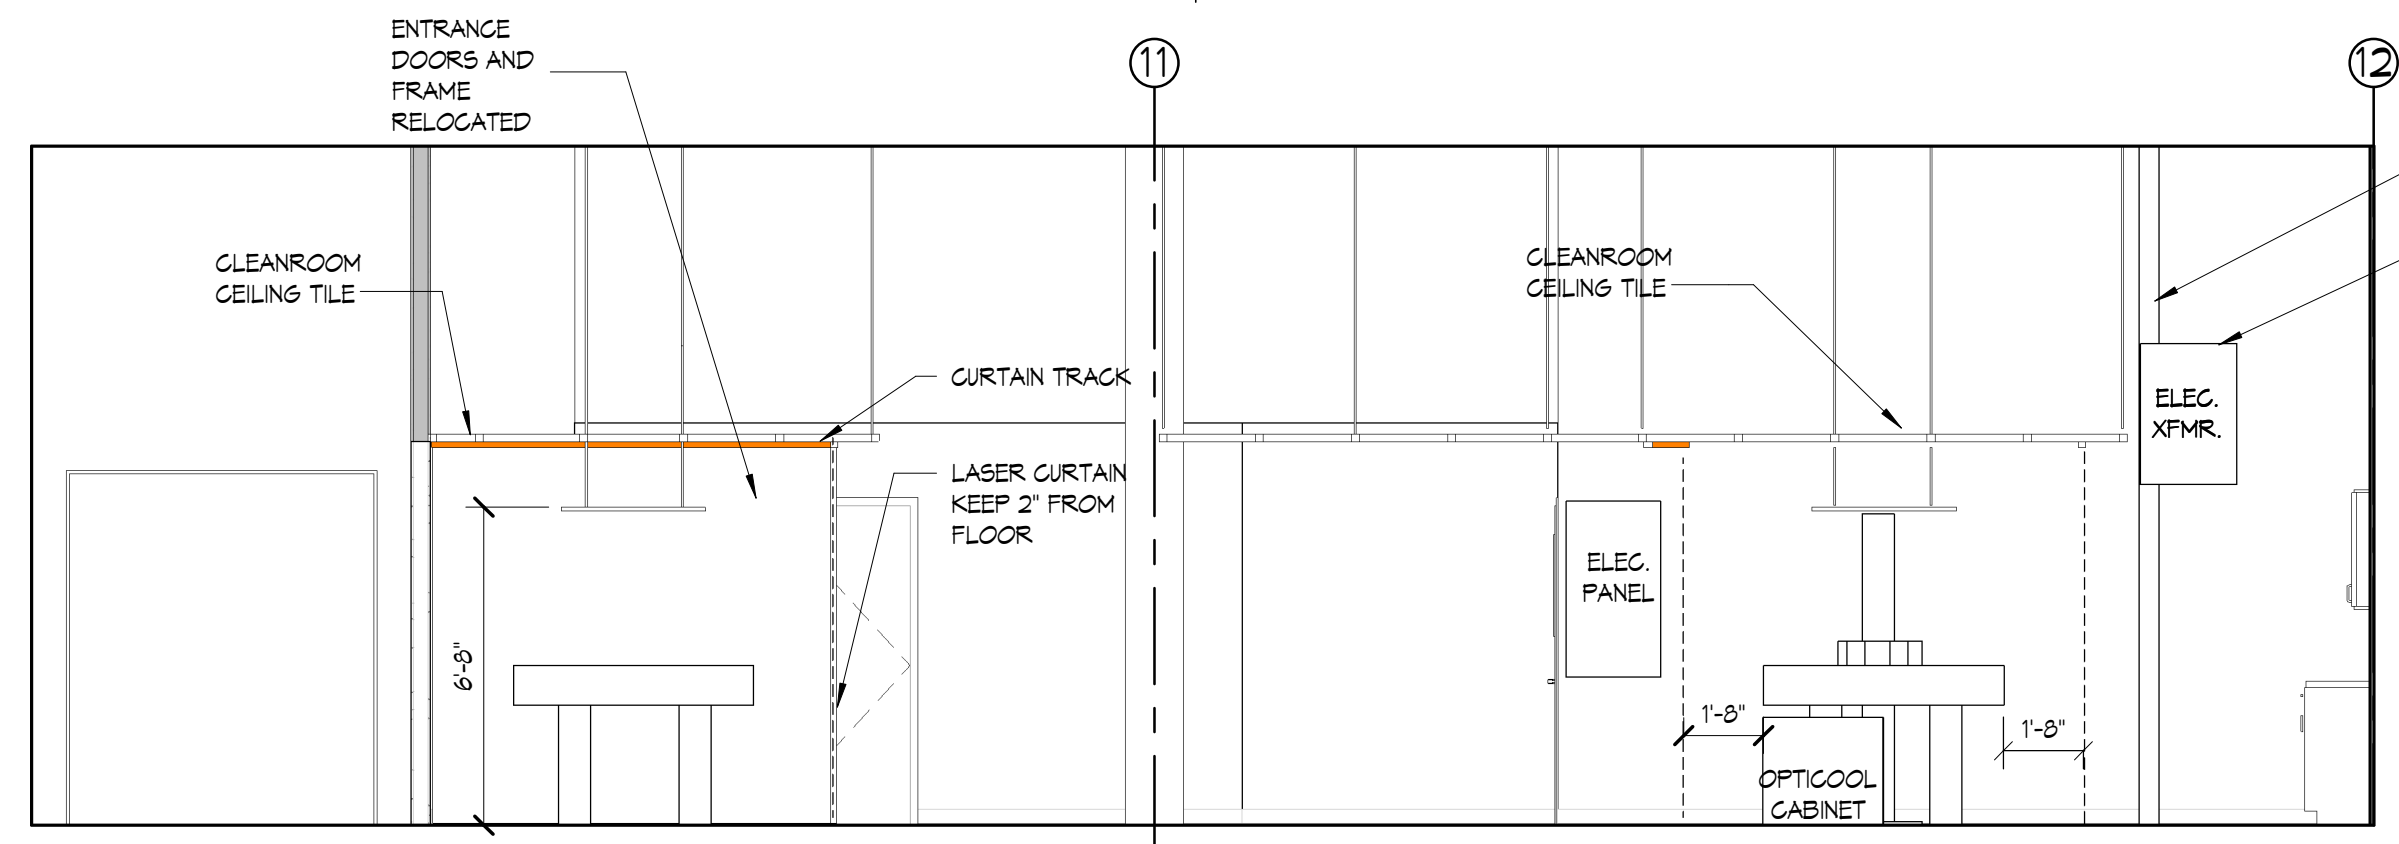 ENTRANCE
DOORS AND
FRAME
RELOCATED
11
12
CLEANROOM
CEILING TILE
CLEANROOM
CEILING TILE
CURTAIN TRACK
ELEC.
XFMR.
LASER CURTAIN
KEEP 2" FROM
FLOOR
ELEC.
PANEL
6'-8"
1'-8"
1'-8"
OPTICOOL
CABINET